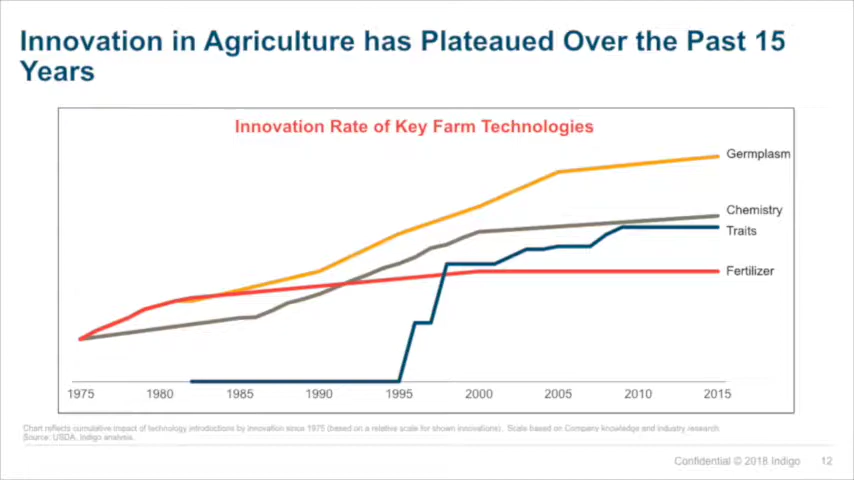 Innovation in Agriculture has Plateaued Over the Past 15
Years
Innovation Rate of Key Farm Technologies
Germplasm
Chemistry
Traits
Fertilizer
1975 1980 1985 1990 1995 2000 2005 2010 2015
Chart reflects cumulative impact of technology introductions by innovation since 1975 (based on a relative scale for shown innovations). Scale based on Company knowledge and industry research.
Source: USDA, Indigo analysis.
Confidential © 2018 Indigo 12